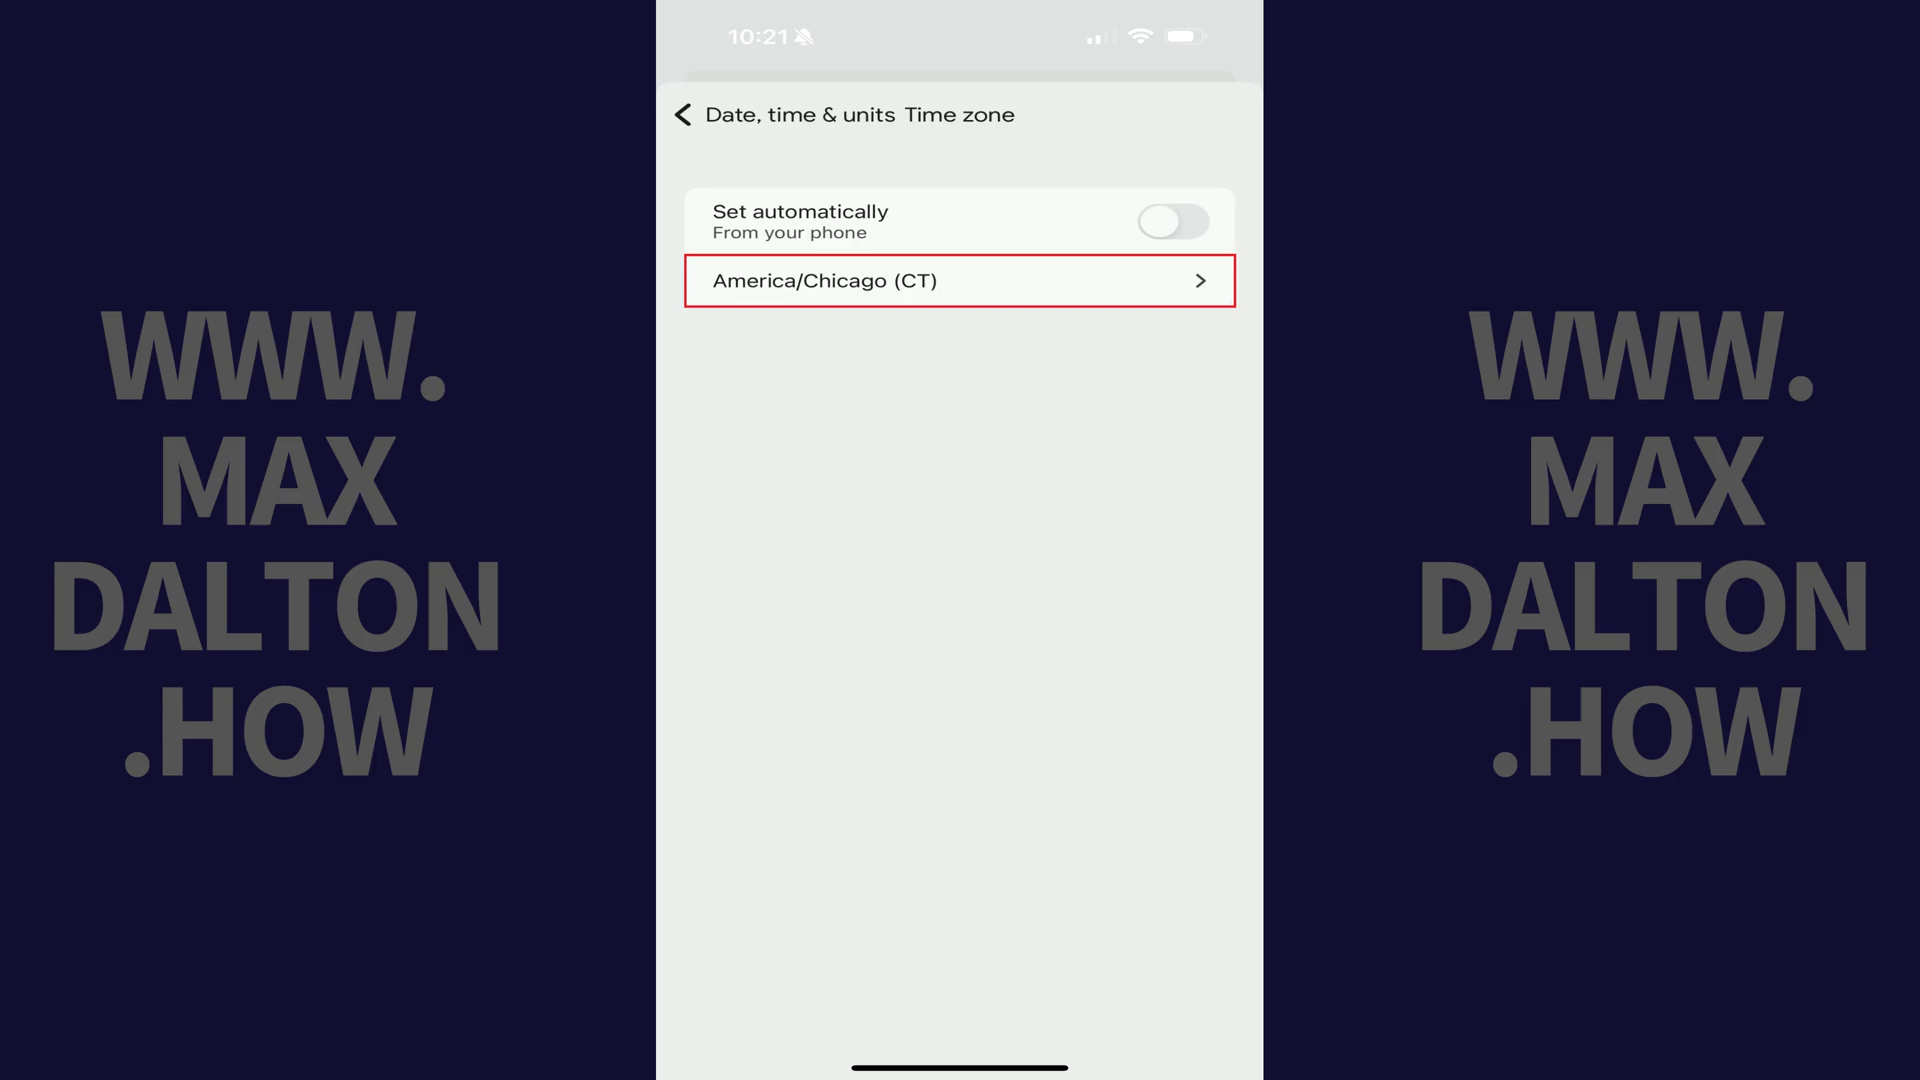 10:21
Date, time & units Time zone
Set automatically
From your phone
America/Chicago (CT)
WWW.
MAX
DALTON
.HOW
WWW.
MAX
DALTON
.HOW